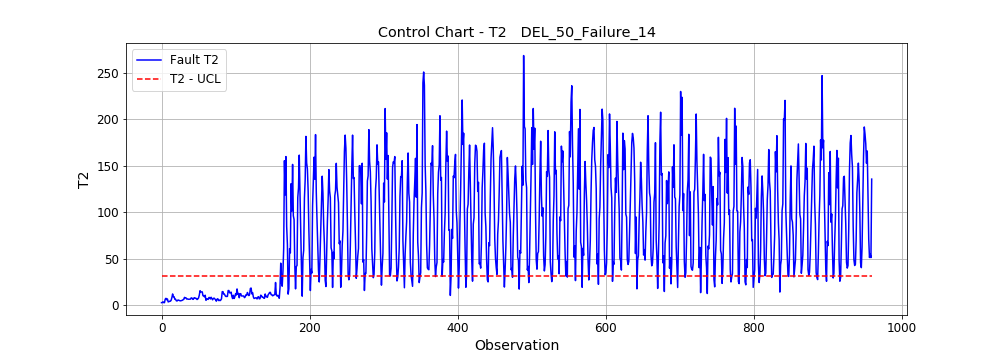 Control Chart - T2   DEL_50_Failure_14
Fault T2
T2 - UCL
250
200
150
100
50
0
T2
0 200 400 600 800 1000
Observation